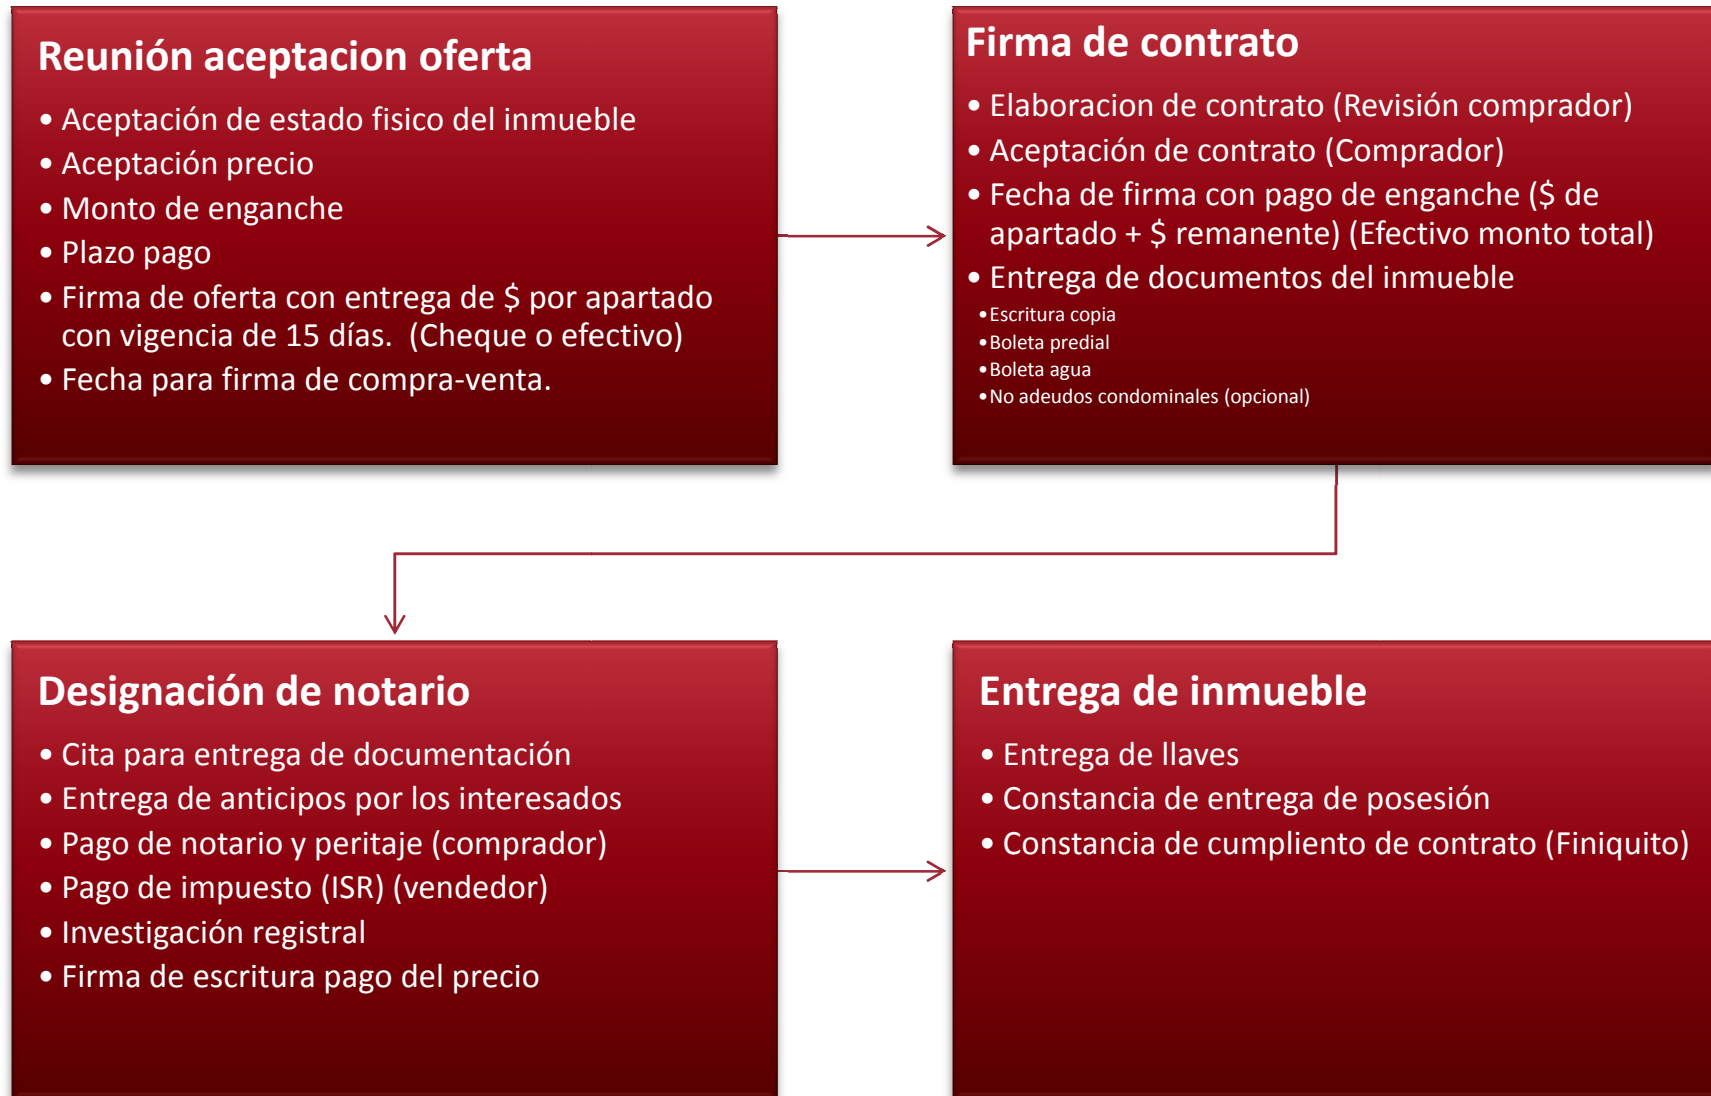 Reunión aceptacion oferta
• Aceptación de estado fisico del inmueble
• Aceptación precio
• Monto de enganche
• Plazo pago
• Firma de oferta con entrega de $ por apartado
con vigencia de 15 días. (Cheque o efectivo)
• Fecha para firma de compra-venta.
Firma de contrato
• Elaboracion de contrato (Revisión comprador)
• Aceptación de contrato (Comprador)
• Fecha de firma con pago de enganche ($ de
apartado + $ remanente) (Efectivo monto total)
• Entrega de documentos del inmueble
• Escritura copia
• Boleta predial
• Boleta agua
• No adeudos condominales (opcional)
Designación de notario
• Cita para entrega de documentación
• Entrega de anticipos por los interesados
• Pago de notario y peritaje (comprador)
• Pago de impuesto (ISR) (vendedor)
• Investigación registral
• Firma de escritura pago del precio
Entrega de inmueble
• Entrega de llaves
• Constancia de entrega de posesión
• Constancia de cumpliento de contrato (Finiquito)